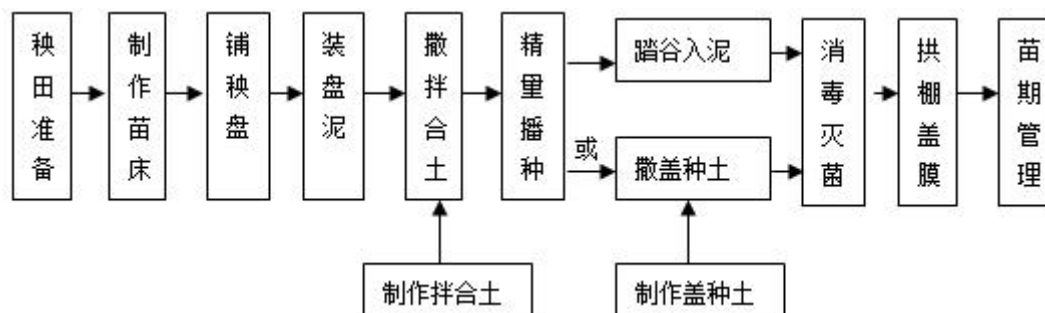 秧田准备
制作苗床
铺秧盘
装盘泥
撒拌合土
精量播种
踏谷入泥
或
撒盖种土
消毒灭菌
拱棚盖膜
苗期管理
制作拌合土
制作盖种土